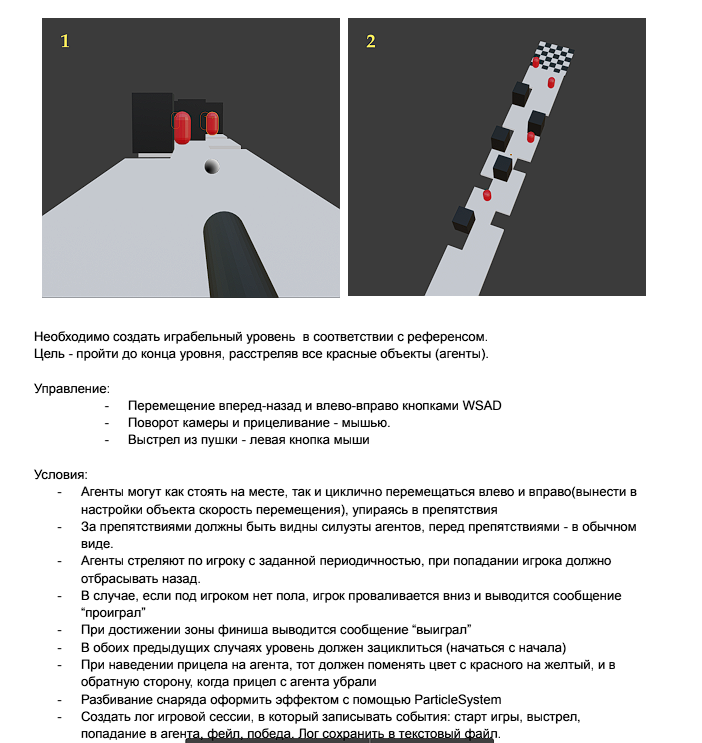 1
2
Необходимо создать играбельный уровень в соответствии с референсом.
Цель - пройти до конца уровня, расстреляв все красные объекты (агенты).
Управление:
- Перемещение вперед-назад и влево-вправо кнопками WSAD
- Поворот камеры и прицеливание - мышью.
- Выстрел из пушки - левая кнопка мыши
Условия:
- Агенты могут как стоять на месте, так и циклично перемещаться влево и вправо(вынести в
настройки объекта скорость перемещения), упираясь в препятствия
- За препятствиями должны быть видны силуэты агентов, перед препятствиями - в обычном
виде.
- Агенты стреляют по игроку с заданной периодичностью, при попадании игрока должно
отбрасывать назад.
- В случае, если под игроком нет пола, игрок проваливается вниз и выводится сообщение
“проиграл”
- При достижении зоны финиша выводится сообщение “выиграл”
- В обоих предыдущих случаях уровень должен зациклиться (начаться с начала)
- При наведении прицела на агента, тот должен поменять цвет с красного на желтый, и в
обратную сторону, когда прицел с агента убрали
- Разбивание снаряда оформить эффектом с помощью ParticleSystem
- Создать лог игровой сессии, в который записывать события: старт игры, выстрел,
попадание в агента, фейл, победа. Лог сохранить в текстовый файл.